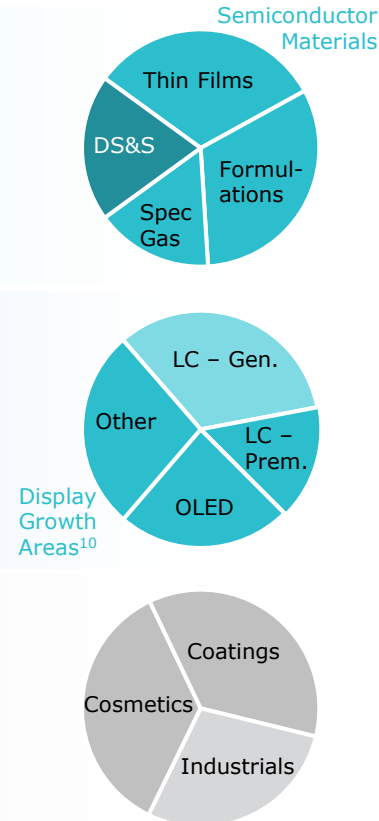 Semiconductor
Materials
Thin Films
DS&S
Formul-
ations
Spec
Gas
LC – Gen.
Other
LC –
Prem.
OLED
Display
Growth
Areas¹⁰
Coatings
Cosmetics
Industrials